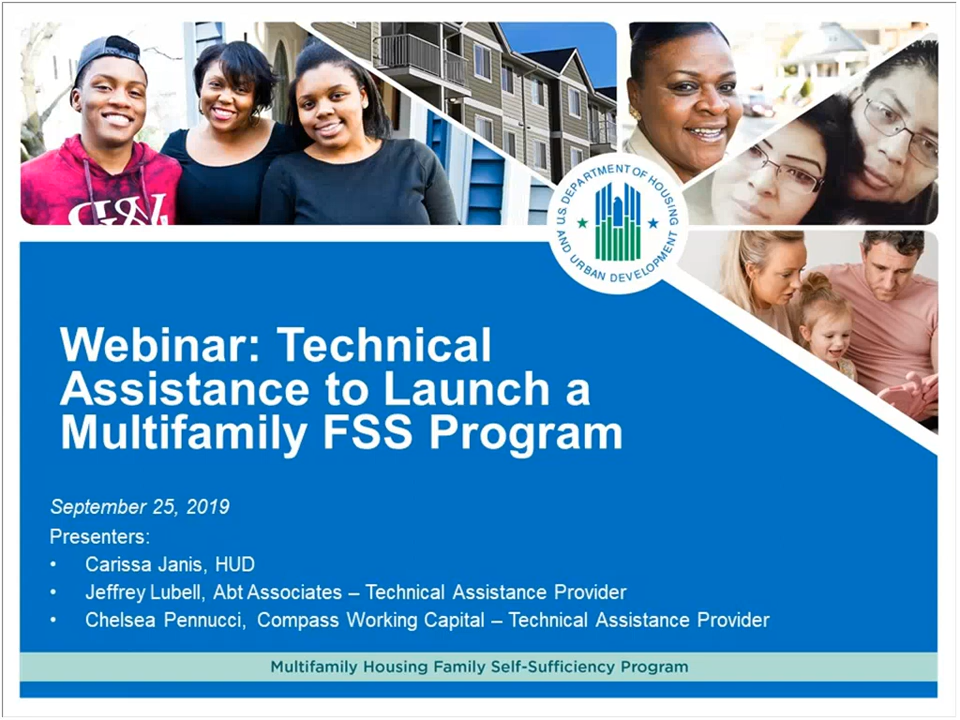 G&
U.S. DEPARTMENT OF HOUSING
AND URBAN DEVELOPMENT
Webinar: Technical
Assistance to Launch a
Multifamily FSS Program
September 25, 2019
Presenters:
• Carissa Janis, HUD
• Jeffrey Lubell, Abt Associates – Technical Assistance Provider
• Chelsea Pennucci, Compass Working Capital – Technical Assistance Provider
Multifamily Housing Family Self-Sufficiency Program